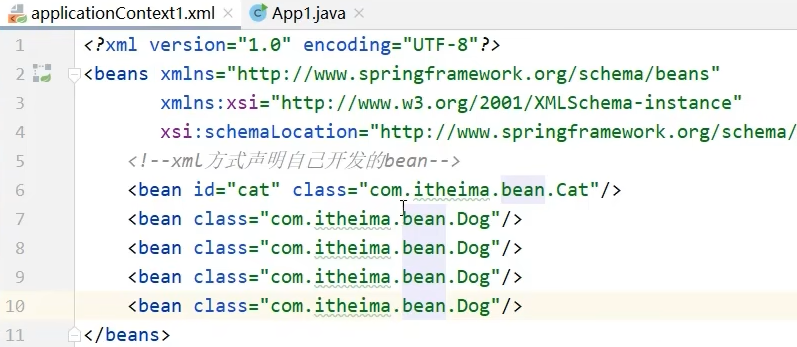 applicationContext1.xml × App1.java ×
1 <?xml version="1.0" encoding="UTF-8"?>
2 <beans xmlns="http://www.springframework.org/schema/beans"
3 xmlns:xsi="http://www.w3.org/2001/XMLSchema-instance"
4 xsi:schemaLocation="http://www.springframework.org/schema/
5 <!--xml方式声明自己开发的bean-->
6 <bean id="cat" class="com.itheima.bean.Cat"/>
7 <bean class="com.itheima.bean.Dog"/>
8 <bean class="com.itheima.bean.Dog"/>
9 <bean class="com.itheima.bean.Dog"/>
10 <bean class="com.itheima.bean.Dog"/>
11 </beans>